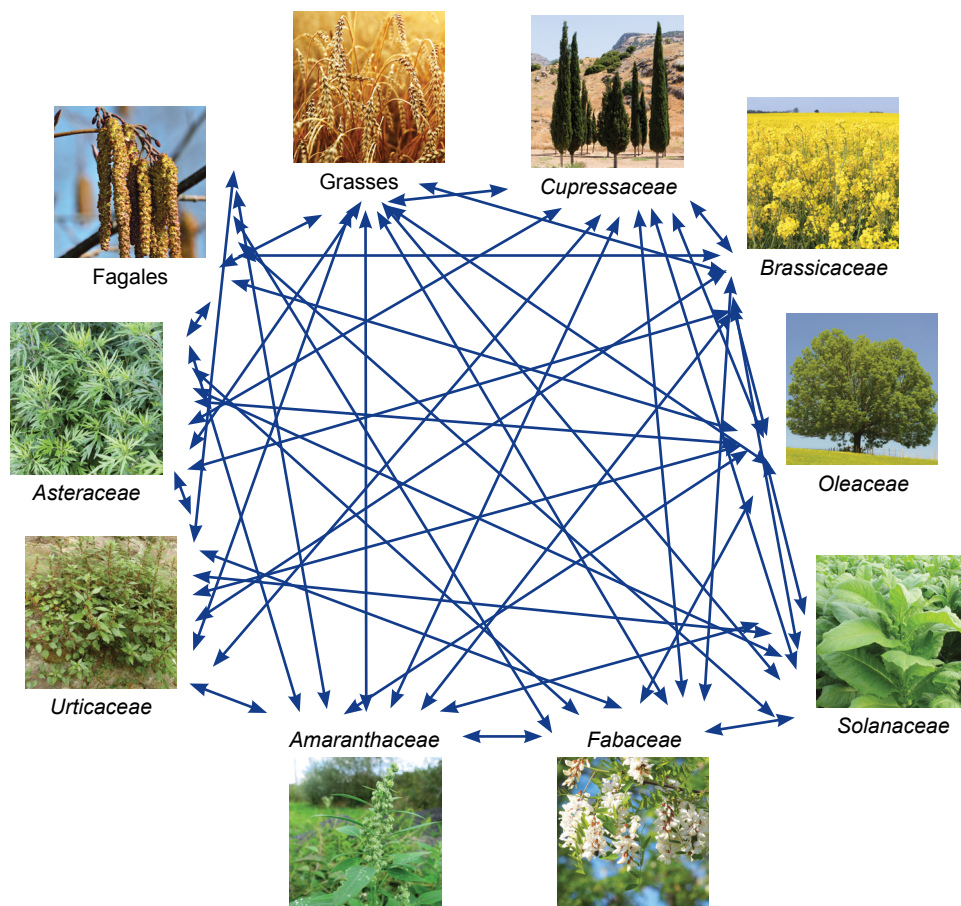 Grasses
Cupressaceae
Fagales
Brassicaceae
Asteraceae
Oleaceae
Urticaceae
Solanaceae
Amaranthaceae
Fabaceae